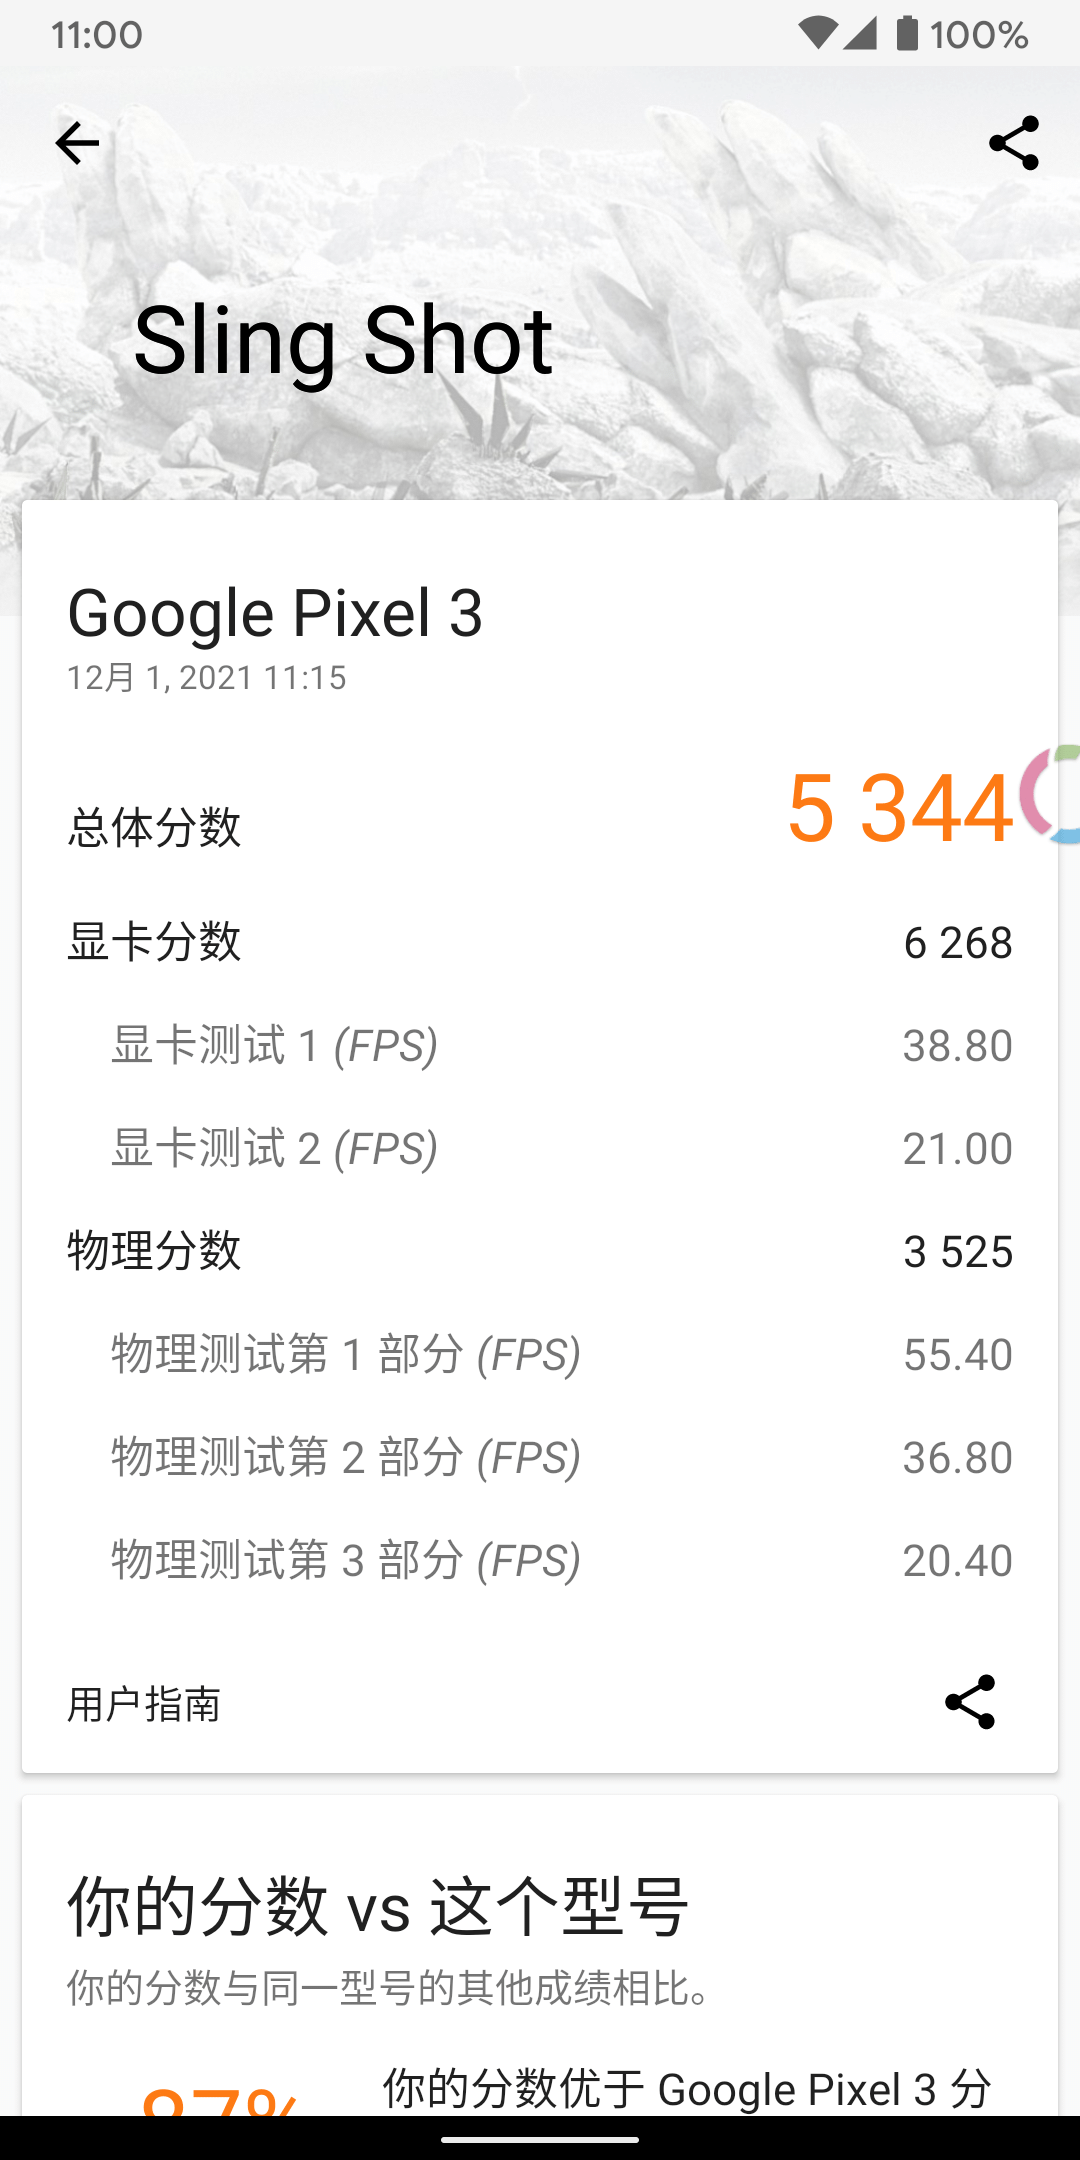 11:00
100%
Sling Shot
Google Pixel 3
12月 1, 2021 11:15
总体分数 5 344
显卡分数 6 268
显卡测试 1 (FPS) 38.80
显卡测试 2 (FPS) 21.00
物理分数 3 525
物理测试第 1 部分 (FPS) 55.40
物理测试第 2 部分 (FPS) 36.80
物理测试第 3 部分 (FPS) 20.40
用户指南
你的分数 vs 这个型号
你的分数与同一型号的其他成绩相比。
你的分数优于 Google Pixel 3 分